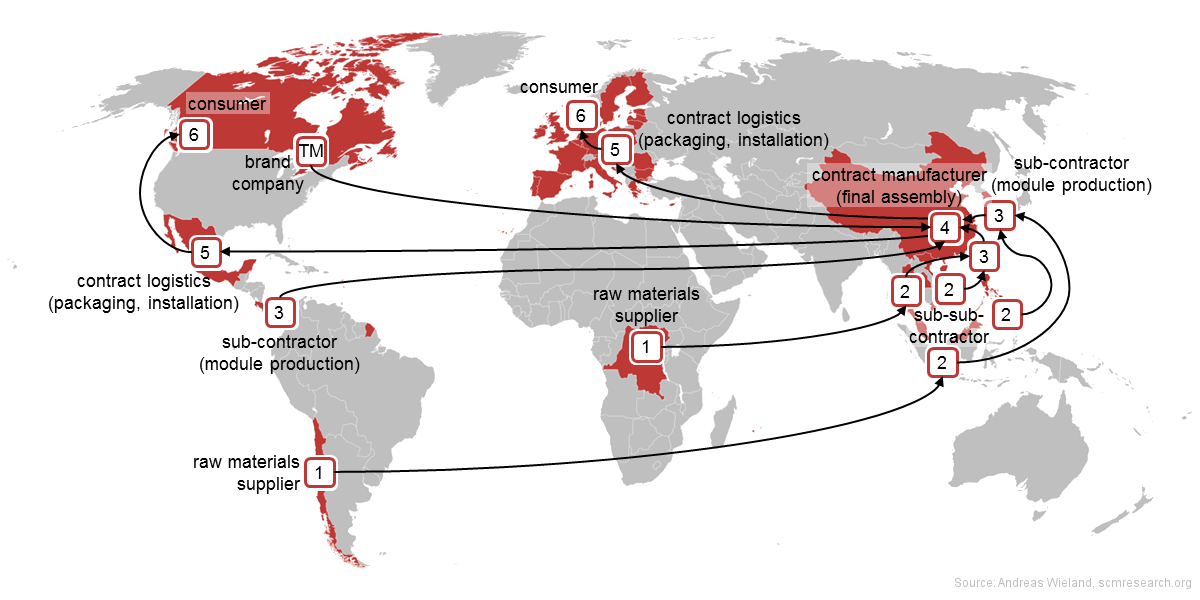 consumer
6
brand
company
TM
consumer
6
contract logistics
(packaging, installation)
5
contract manufacturer
(final assembly)
4
sub-contractor
(module production)
3
3
5
contract logistics
(packaging, installation)
3
sub-contractor
(module production)
raw materials
supplier
1
2
2
2
sub-sub-
contractor
2
raw materials
supplier
1
Source: Andreas Wieland, scmresearch.org